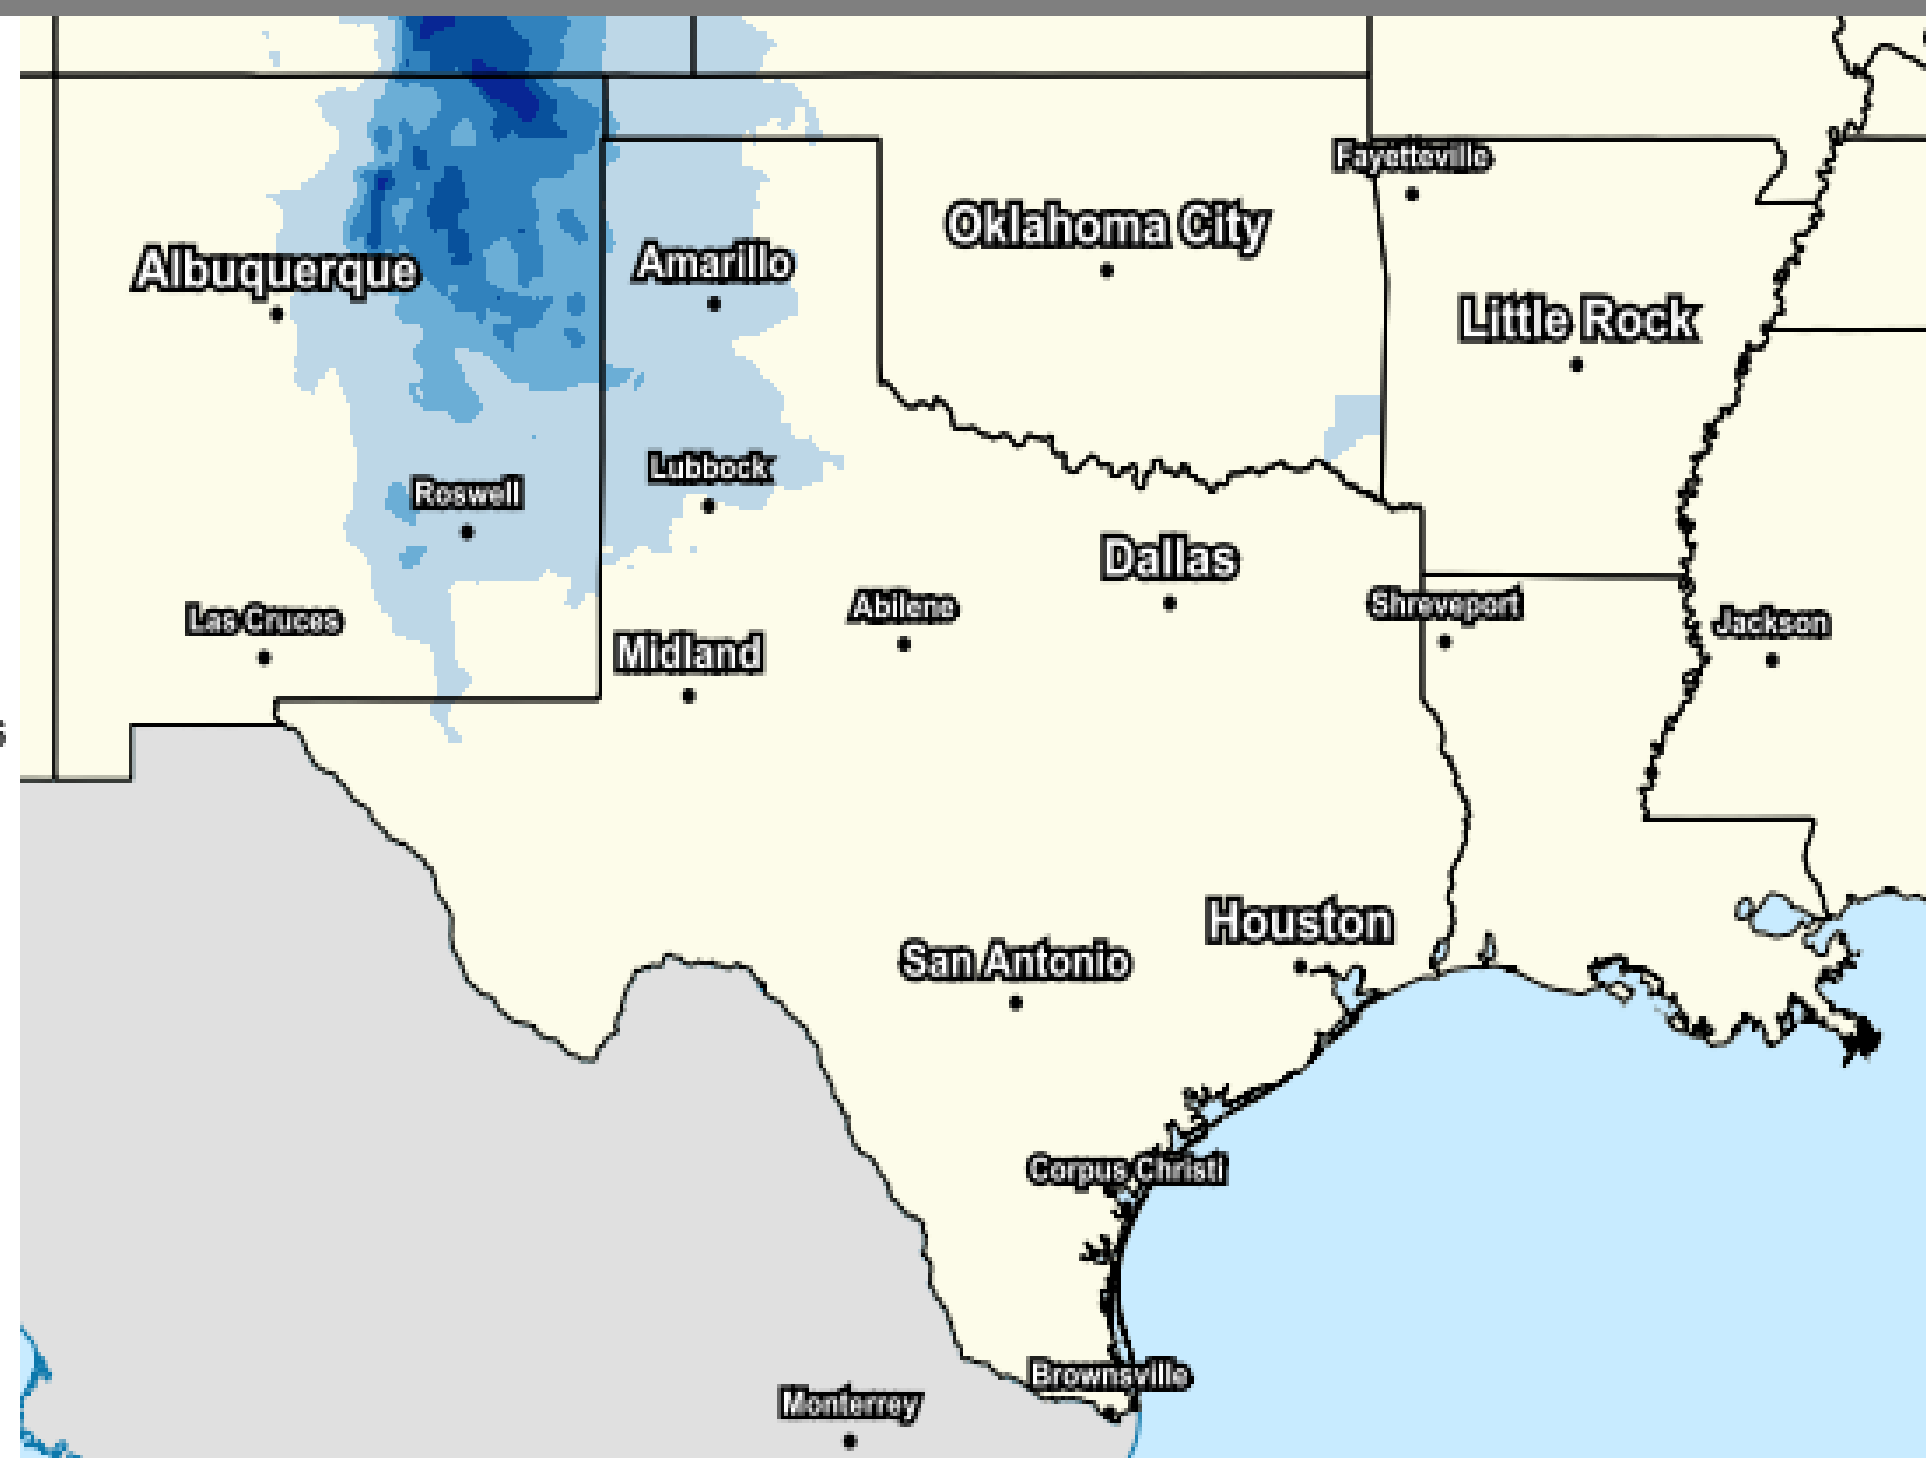 Fayetteville
Oklahoma City
Albuquerque
Amarillo
Little Rock
Lubbock
Roswell
Dallas
Abilene
Shreveport
Las Cruces
Jackson
Midland
Houston
San Antonio
Corpus Christi
Brownsville
Monterrey